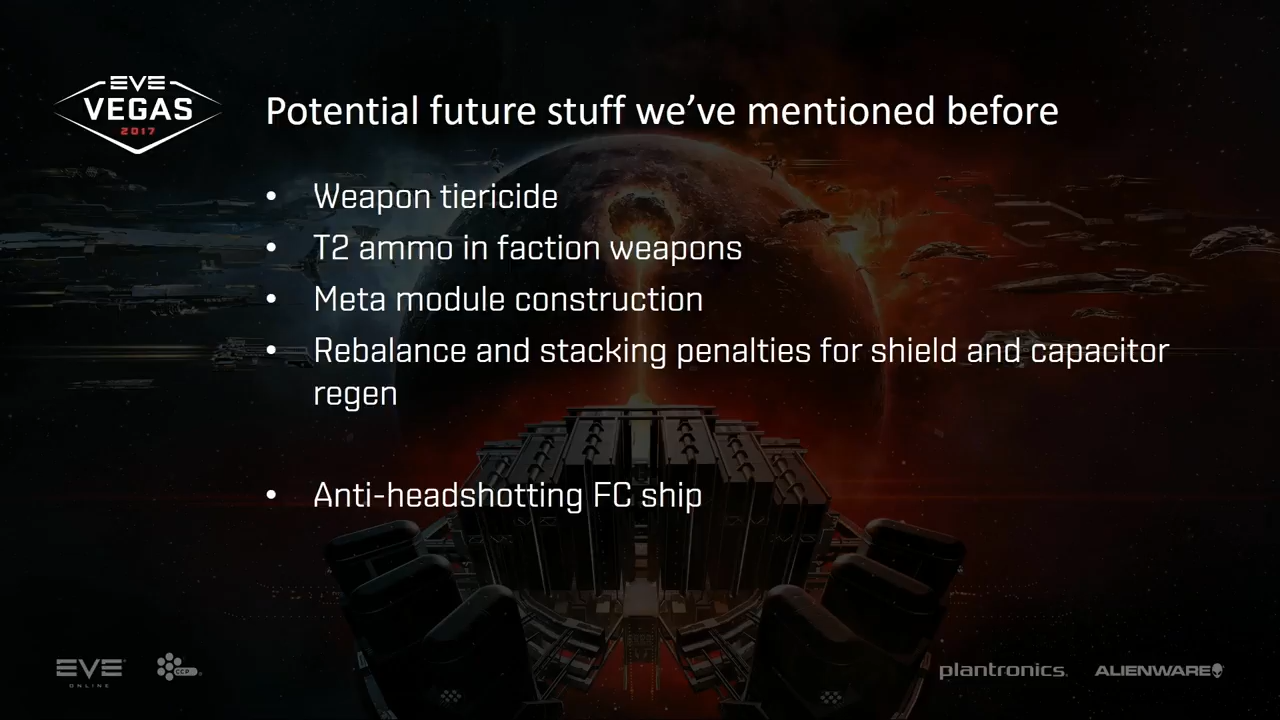 EVE
VEGAS
2017
Potential future stuff we’ve mentioned before
• Weapon tiericide
• T2 ammo in faction weapons
• Meta module construction
• Rebalance and stacking penalties for shield and capacitor
regen
• Anti-headshotting FC ship
EVE
ONLINE
CCP
plantronics.
ALIENWARE